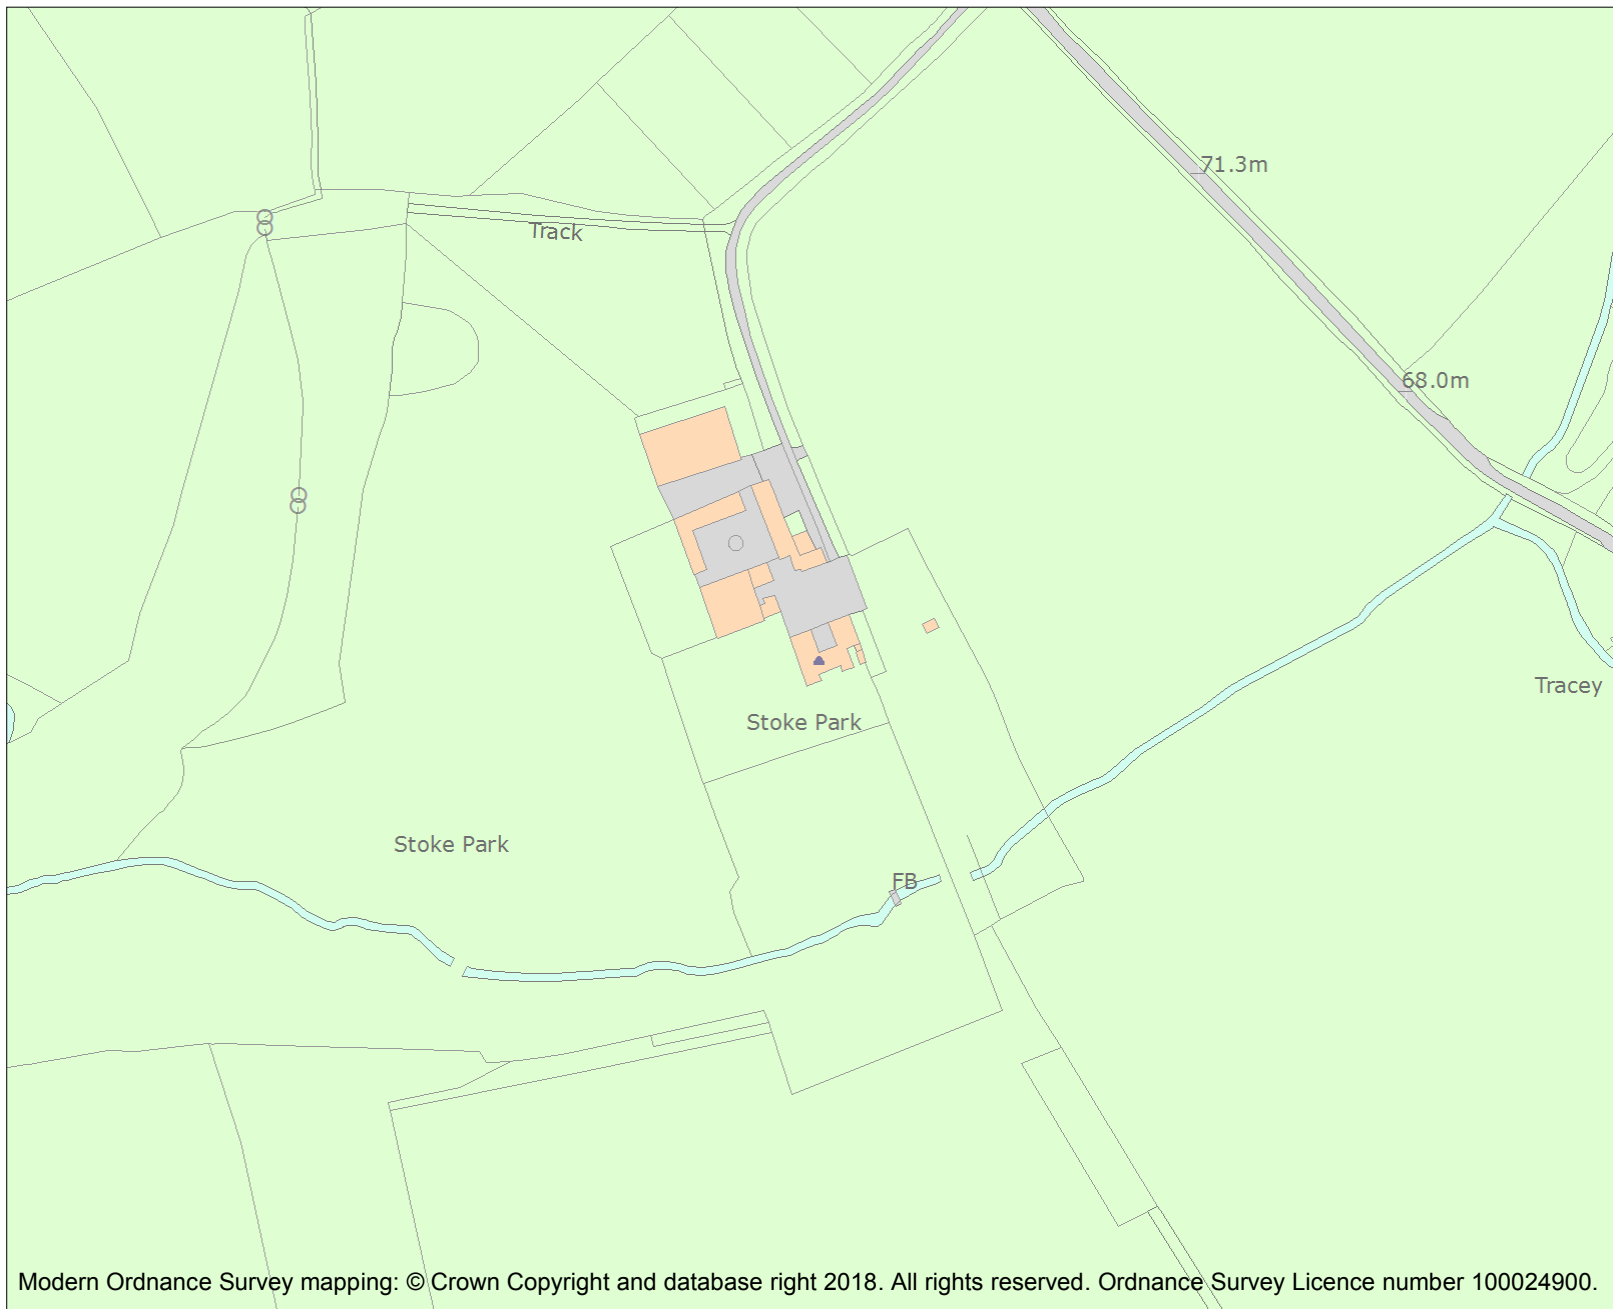 71.3m
Track
68.0m
Tracey
Stoke Park
Stoke Park
FB
Modern Ordnance Survey mapping: © Crown Copyright and database right 2018. All rights reserved. Ordnance Survey Licence number 100024900.